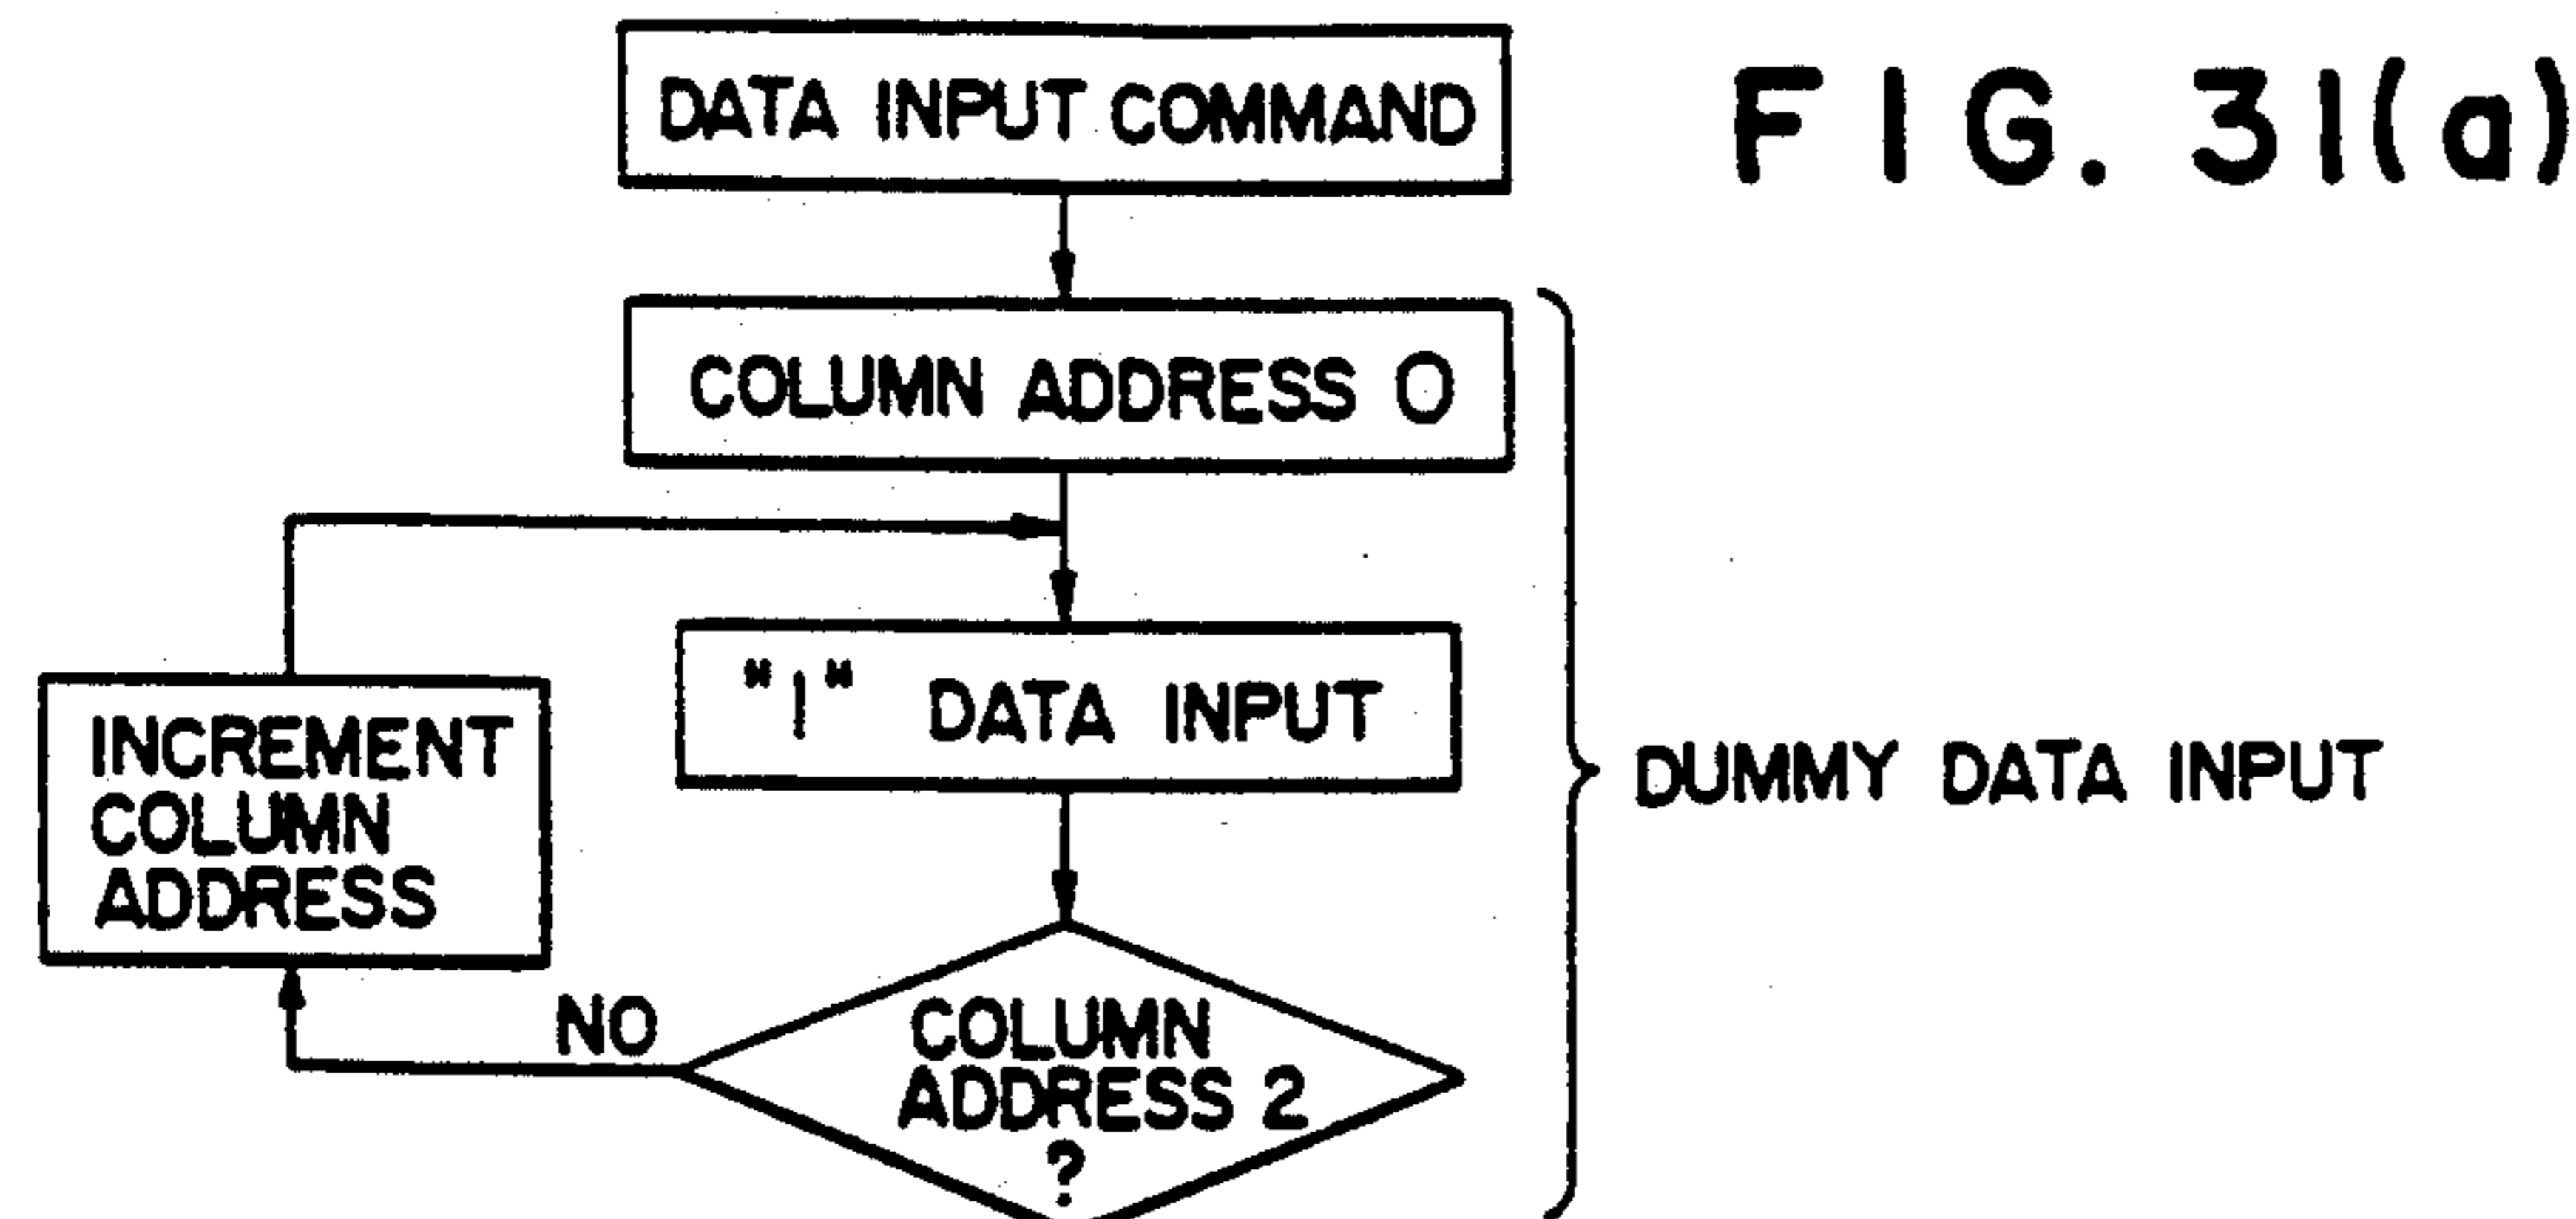 DATA INPUT COMMAND
FIG. 31(a)
COLUMN ADDRESS 0
"1" DATA INPUT
INCREMENT
COLUMN
ADDRESS
DUMMY DATA INPUT
NO
COLUMN
ADDRESS 2
?